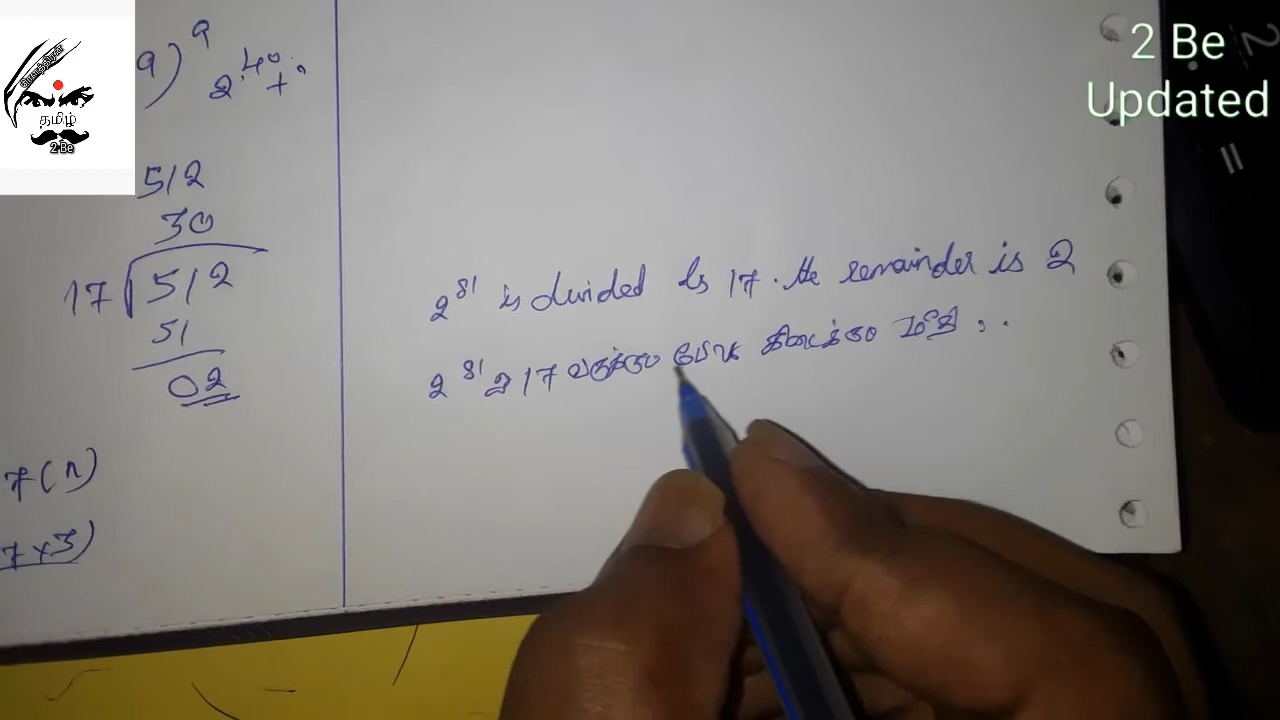 2 Be
Updated
தமிழ்
2 Be
9) 9
2 40 +
512
30
17 512
51
02
7(n)
7x3)
2 81 is divided by 17. the remainder is 2
2 81 ஐ 17 வகுக்கும் போது கிடைக்கும் மீதி : .